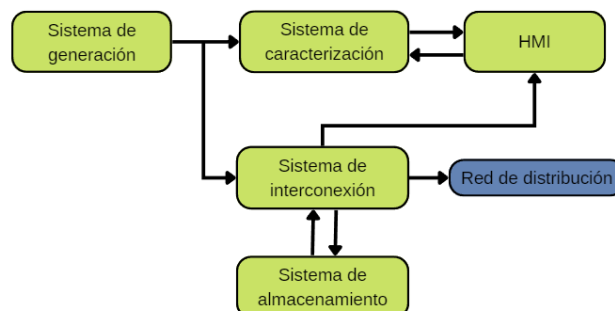 Sistema de
generación
Sistema de
caracterización
HMI
Sistema de
interconexión
Red de distribución
Sistema de
almacenamiento